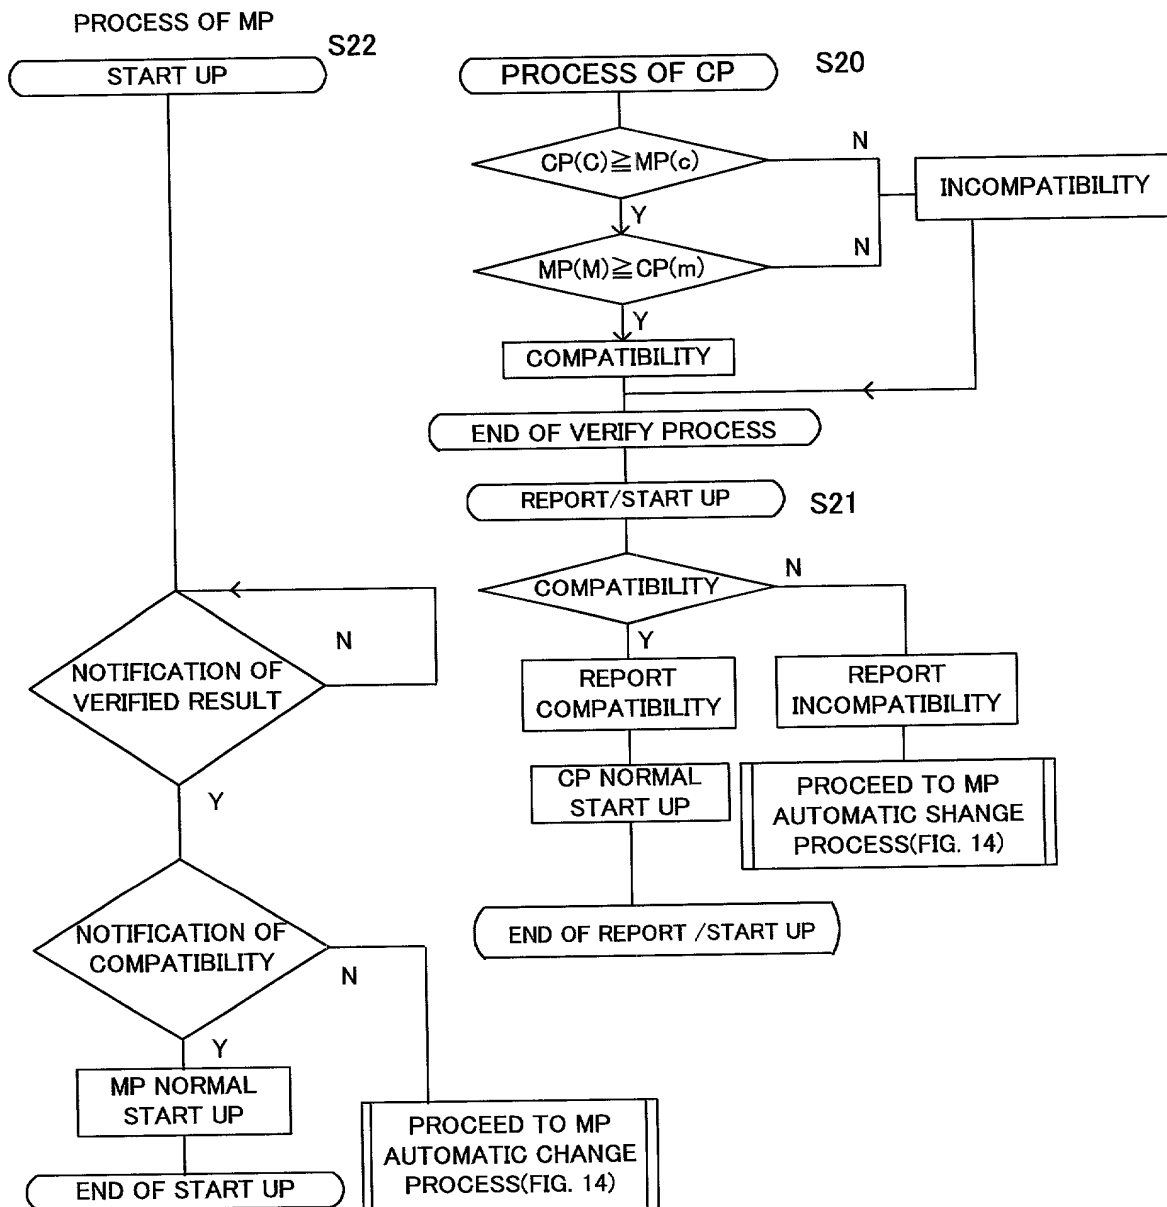 PROCESS OF MP
S22
START UP
N
NOTIFICATION OF
VERIFIED RESULT
Y
NOTIFICATION OF
COMPATIBILITY
N
Y
MP NORMAL
START UP
PROCEED TO MP
AUTOMATIC CHANGE
PROCESS(FIG. 14)
END OF START UP
PROCESS OF CP
S20
CP(C)≧MP(c)
N
INCOMPATIBILITY
Y
MP(M)≧CP(m)
N
Y
COMPATIBILITY
END OF VERIFY PROCESS
REPORT/START UP
S21
COMPATIBILITY
N
Y
REPORT
COMPATIBILITY
REPORT
INCOMPATIBILITY
CP NORMAL
START UP
PROCEED TO MP
AUTOMATIC SHANGE
PROCESS(FIG. 14)
END OF REPORT /START UP